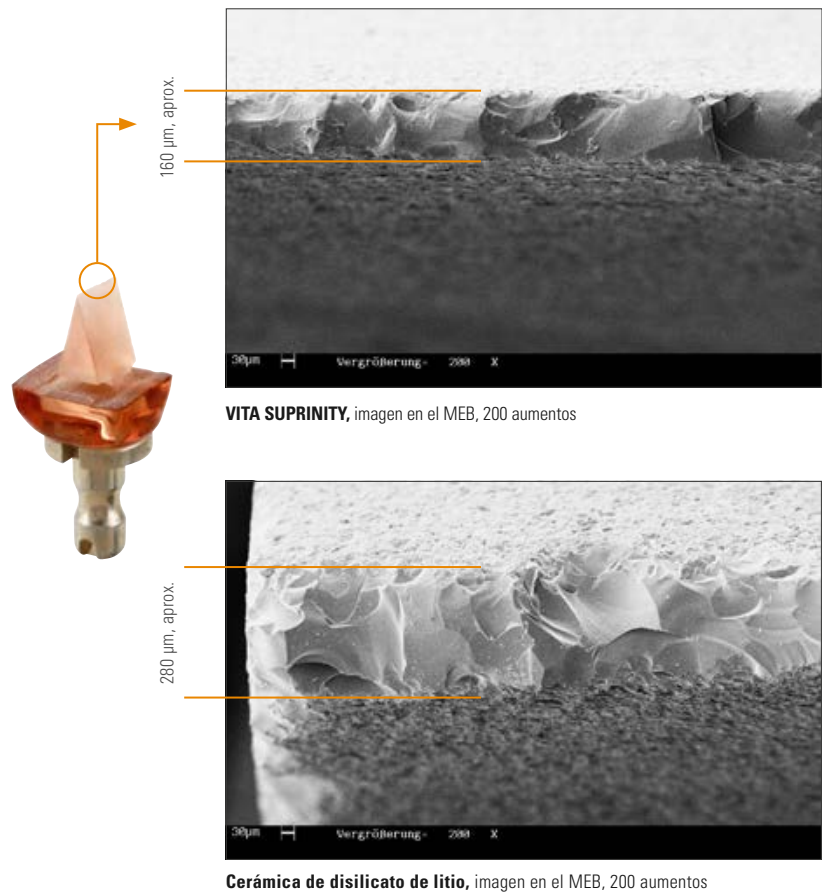 160 µm, aprox.
30µm Vergrößerung- 200 X
VITA SUPRINITY, imagen en el MEB, 200 aumentos
280 µm, aprox.
30µm Vergrößerung- 200 X
Cerámica de disilicato de litio, imagen en el MEB, 200 aumentos